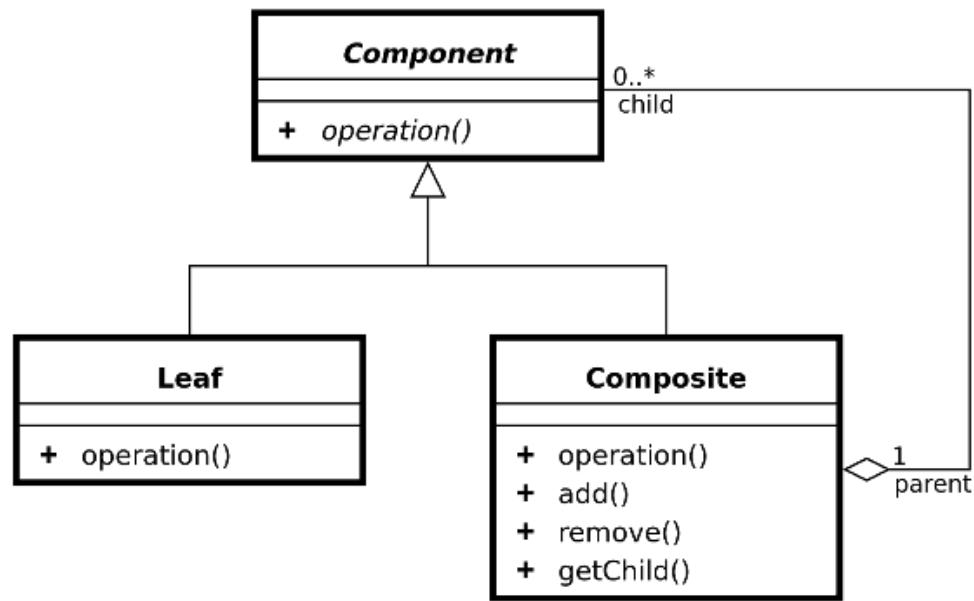 Component
+ operation()
0..*
child
Leaf
+ operation()
Composite
+ operation()
+ add()
+ remove()
+ getChild()
1
parent